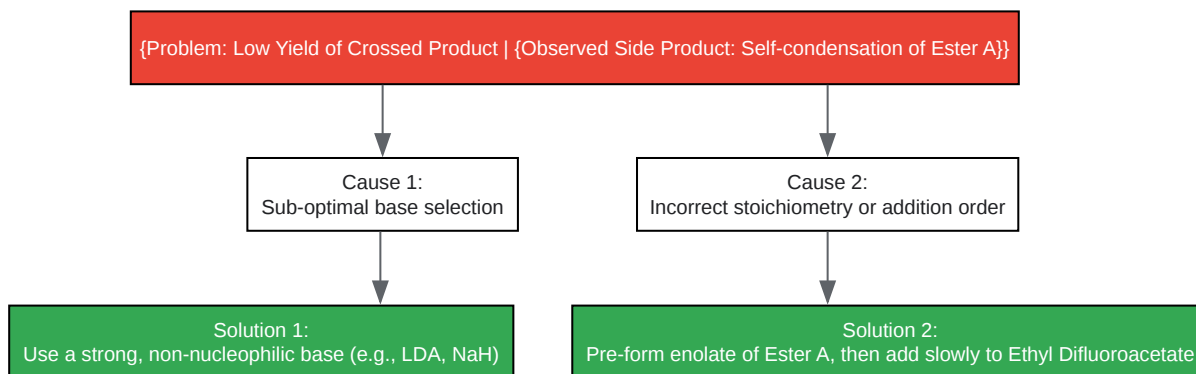 {Problem: Low Yield of Crossed Product | {Observed Side Product: Self-condensation of Ester A}}
Cause 1:
Sub-optimal base selection
Cause 2:
Incorrect stoichiometry or addition order
Solution 1:
Use a strong, non-nucleophilic base (e.g., LDA, NaH)
Solution 2:
Pre-form enolate of Ester A, then add slowly to Ethyl Difluoroacetate